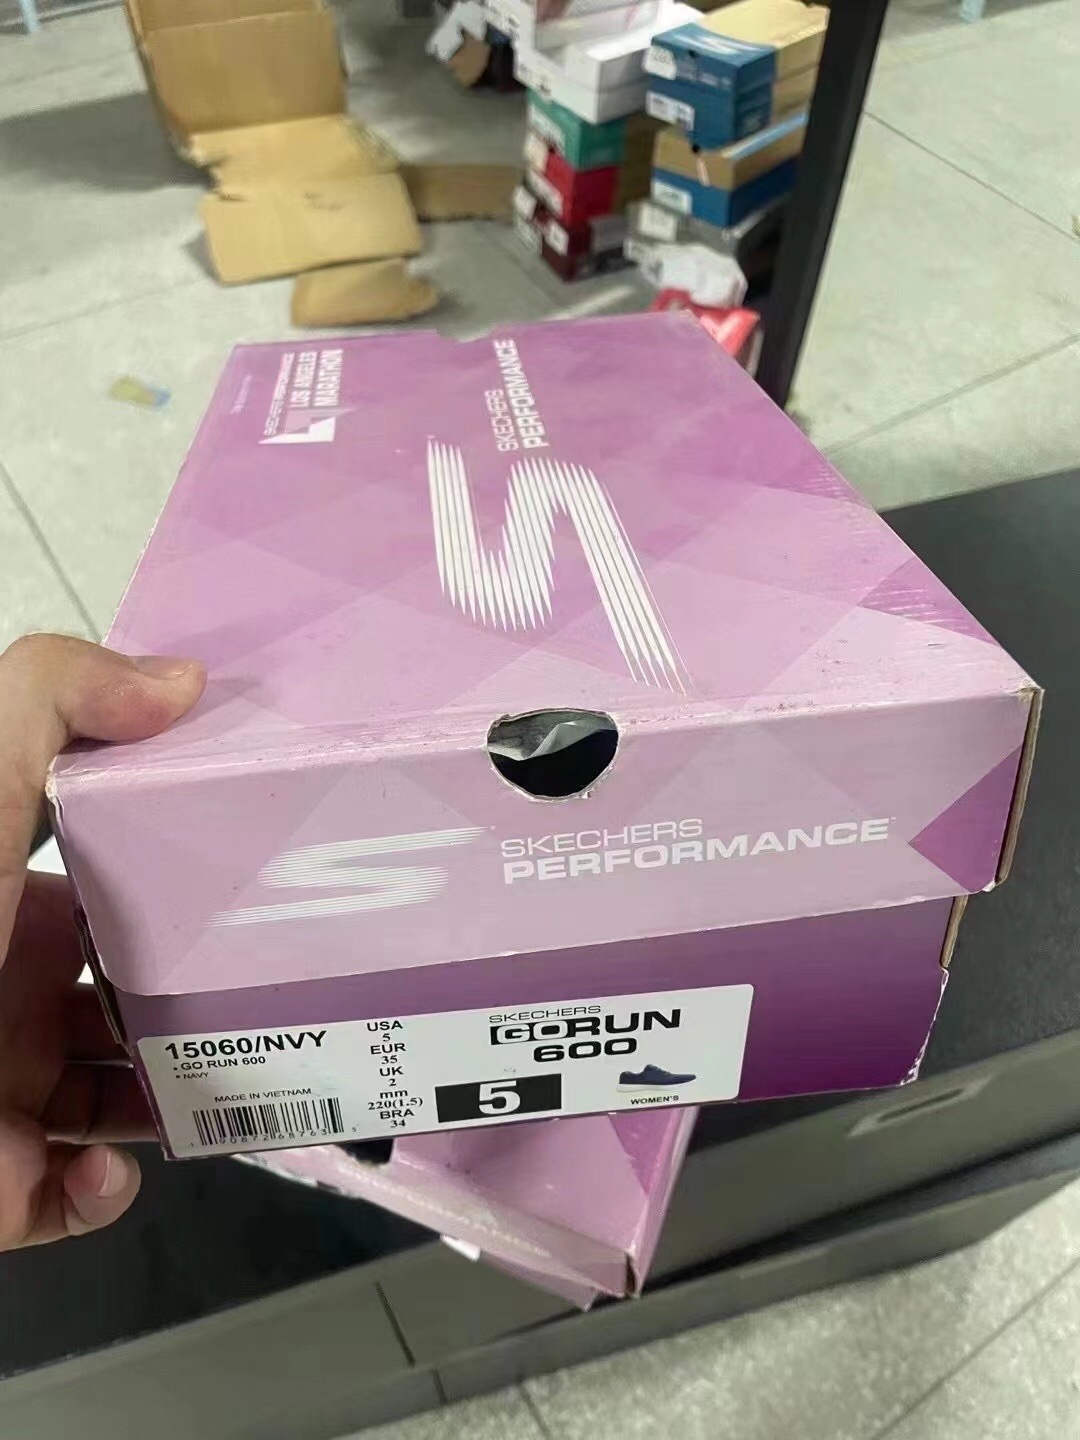 SKECHERS PERFORMANCE
LOS ANGELES
MARATHON
SKECHERS
PERFORMANCE
SKECHERS
PERFORMANCE™
15060/NVY
• GO RUN 600
• NAVY
MADE IN VIETNAM
USA
5
EUR
35
UK
2
mm
220(1.5)
BRA
34
5
SKECHERS
GORUN
600
WOMEN'S